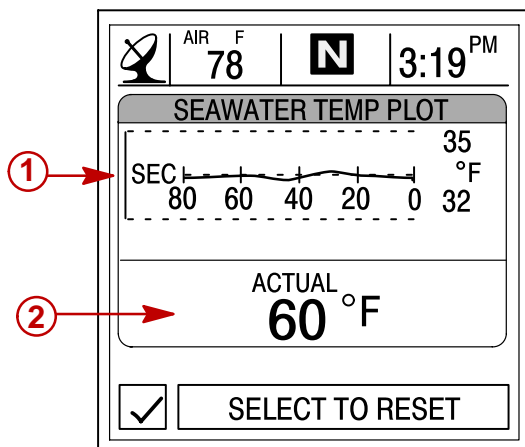 AIR F
78
N
3:19 PM
SEAWATER TEMP PLOT
35
1
SEC
°F
80 60 40 20 0
32
ACTUAL
2
60 °F
SELECT TO RESET